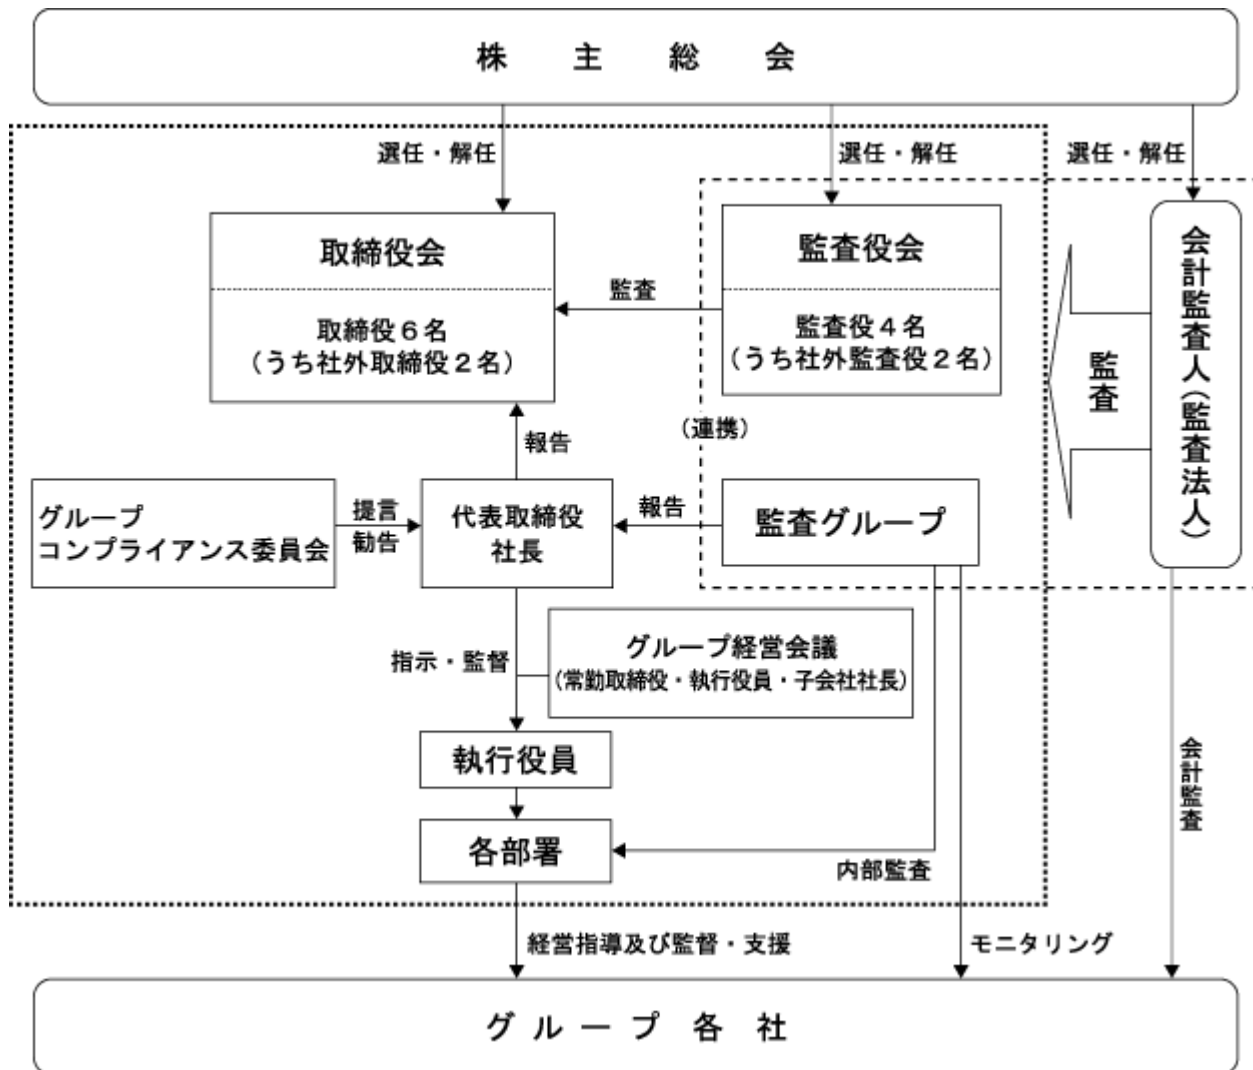 株主総会
選任・解任
選任・解任
選任・解任
取締役会
取締役６名
（うち社外取締役２名）
監査
監査役会
監査役４名
（うち社外監査役２名）
会計監査人（監査法人）
監査
（連携）
報告
グループ
コンプライアンス委員会
提言
勧告
代表取締役
社長
報告
監査グループ
指示・監督
グループ経営会議
（常勤取締役・執行役員・子会社社長）
執行役員
各部署
内部監査
会計監査
経営指導及び監督・支援
モニタリング
グループ各社